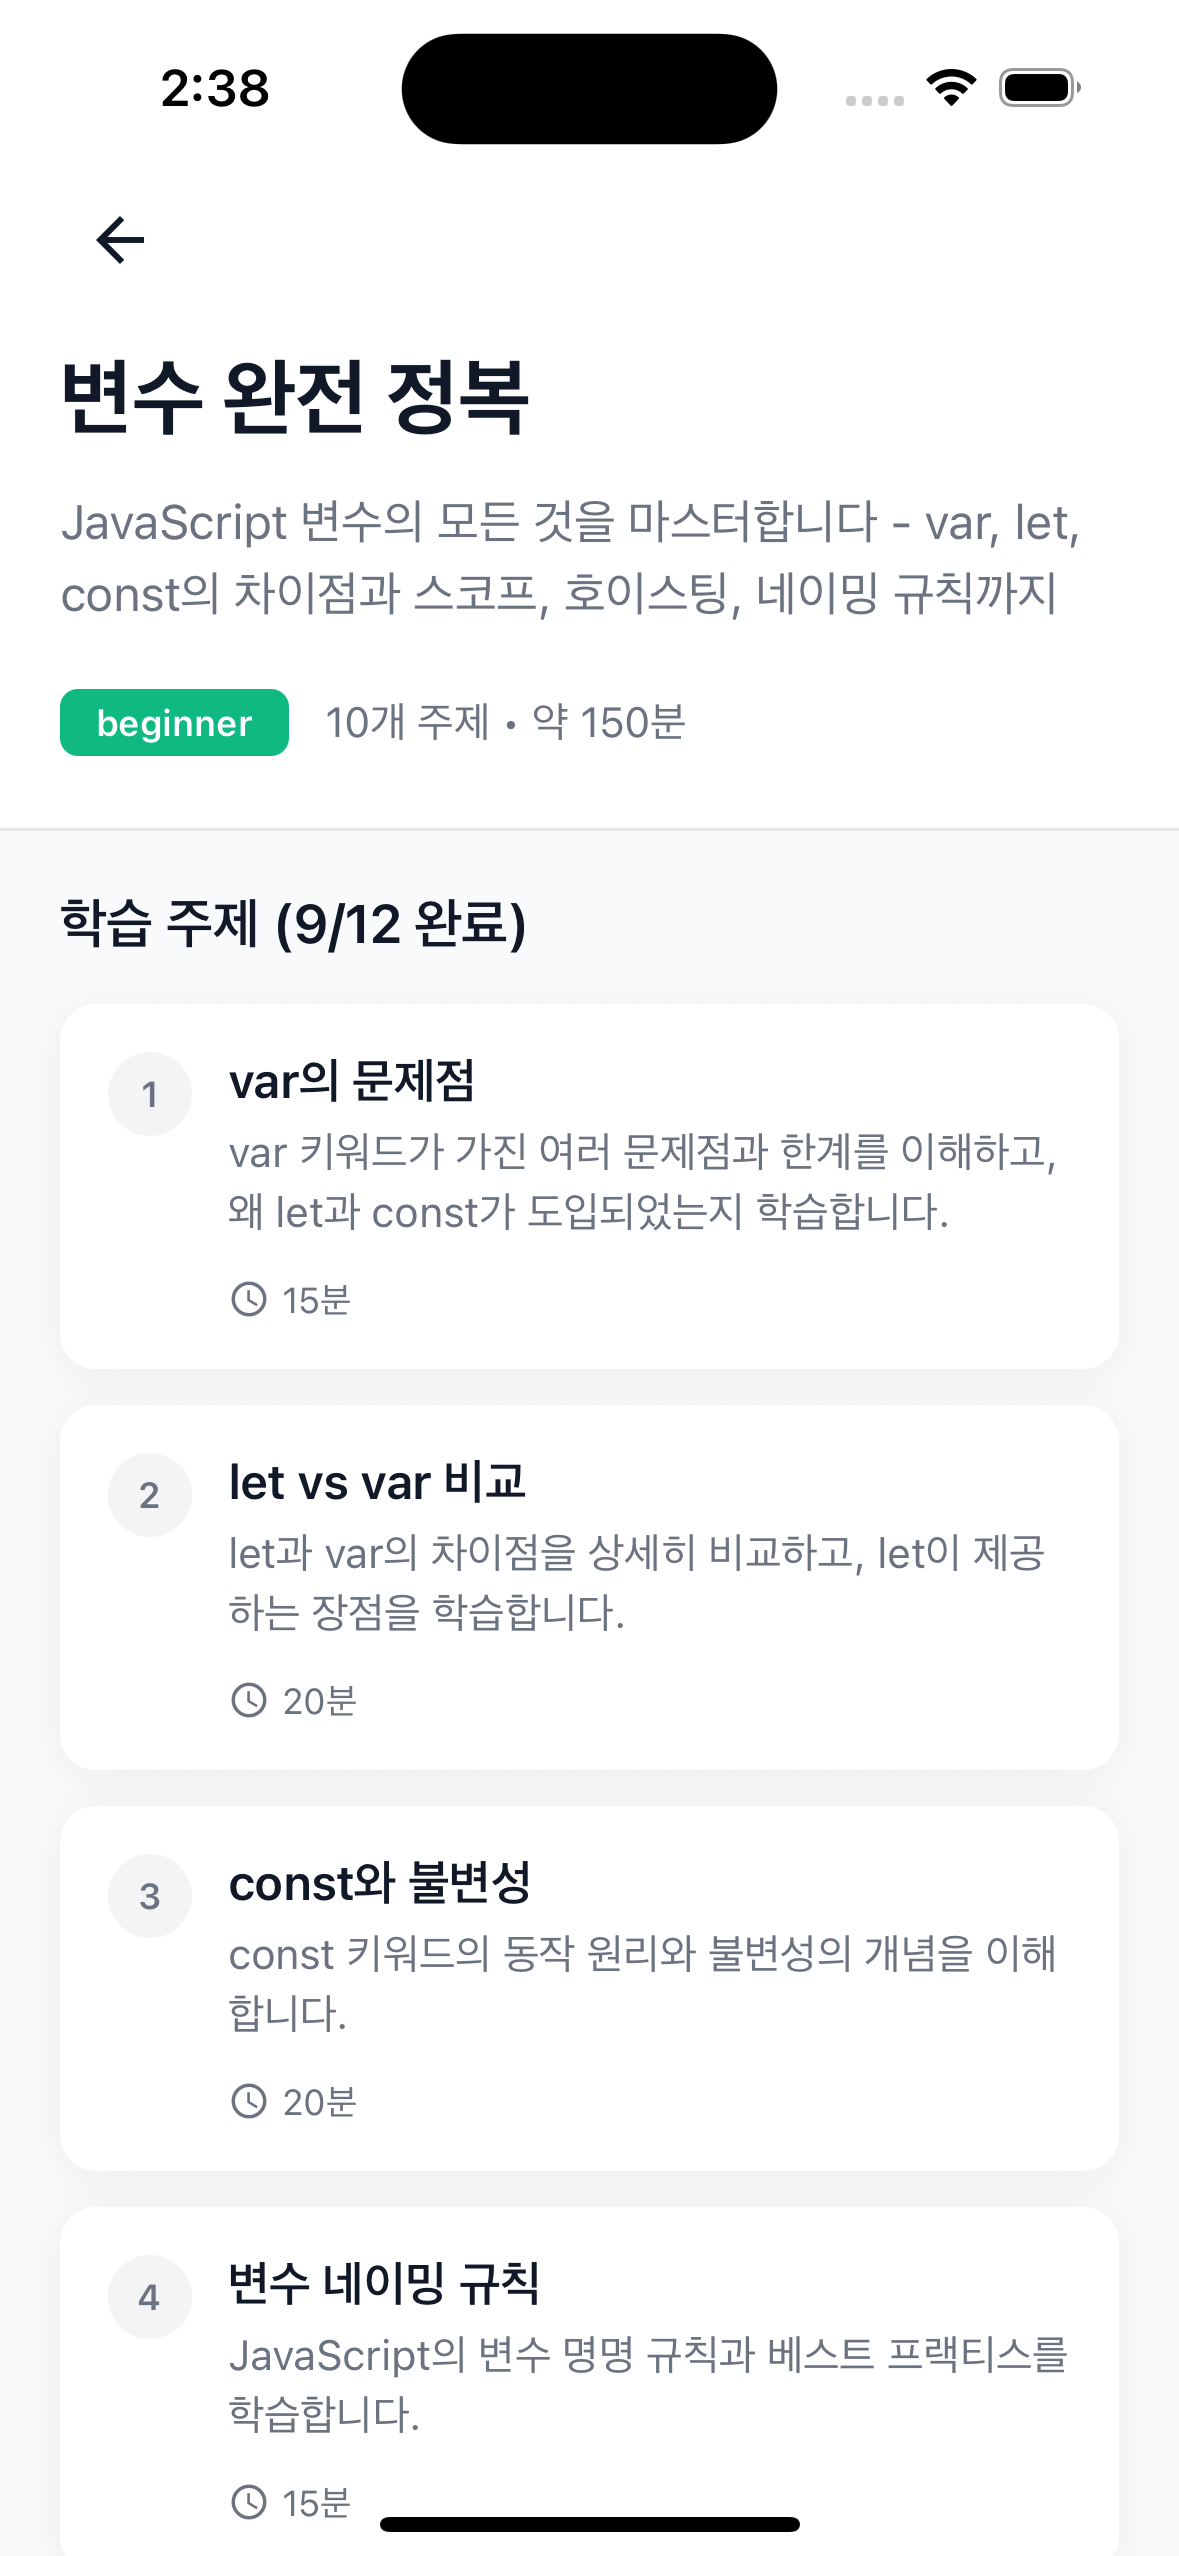 2:38
변수 완전 정복
JavaScript 변수의 모든 것을 마스터합니다 - var, let,
const의 차이점과 스코프, 호이스팅, 네이밍 규칙까지
beginner 10개 주제 • 약 150분
학습 주제 (9/12 완료)
1 var의 문제점
var 키워드가 가진 여러 문제점과 한계를 이해하고,
왜 let과 const가 도입되었는지 학습합니다.
15분
2 let vs var 비교
let과 var의 차이점을 상세히 비교하고, let이 제공
하는 장점을 학습합니다.
20분
3 const와 불변성
const 키워드의 동작 원리와 불변성의 개념을 이해
합니다.
20분
4 변수 네이밍 규칙
JavaScript의 변수 명명 규칙과 베스트 프랙티스를
학습합니다.
15분